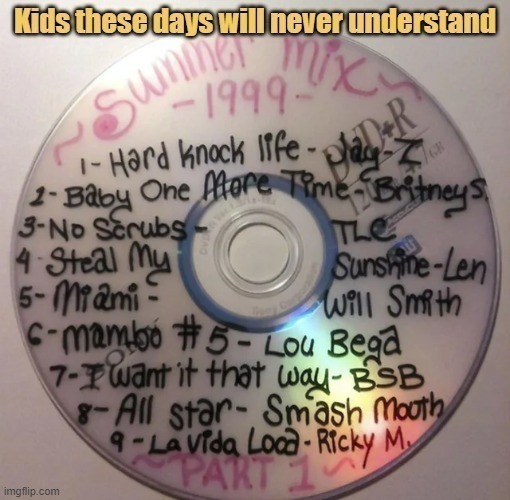 Kids these days will never understand
~Summer Mix~
-1999-
1- Hard knock life - Jay Z
2- Baby One More Time - Britney S
3- No Scrubs - TLC
4- Steal My Sunshine - Len
5- Miami - Will Smith
6- mambo #5 - Lou Bega
7- I want it that way - BSB
8- All star - Smash Mouth
9 - La Vida Loca - Ricky M.
~PART 1~
DVD+R
imgflip.com